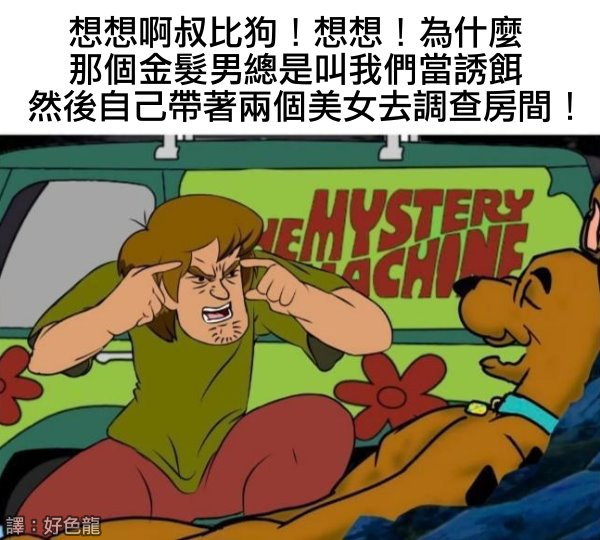 想想啊叔比狗！想想！為什麼
那個金髮男總是叫我們當誘餌
然後自己帶著兩個美女去調查房間！
HE MYSTERY
MACHINE
譯：好色龍